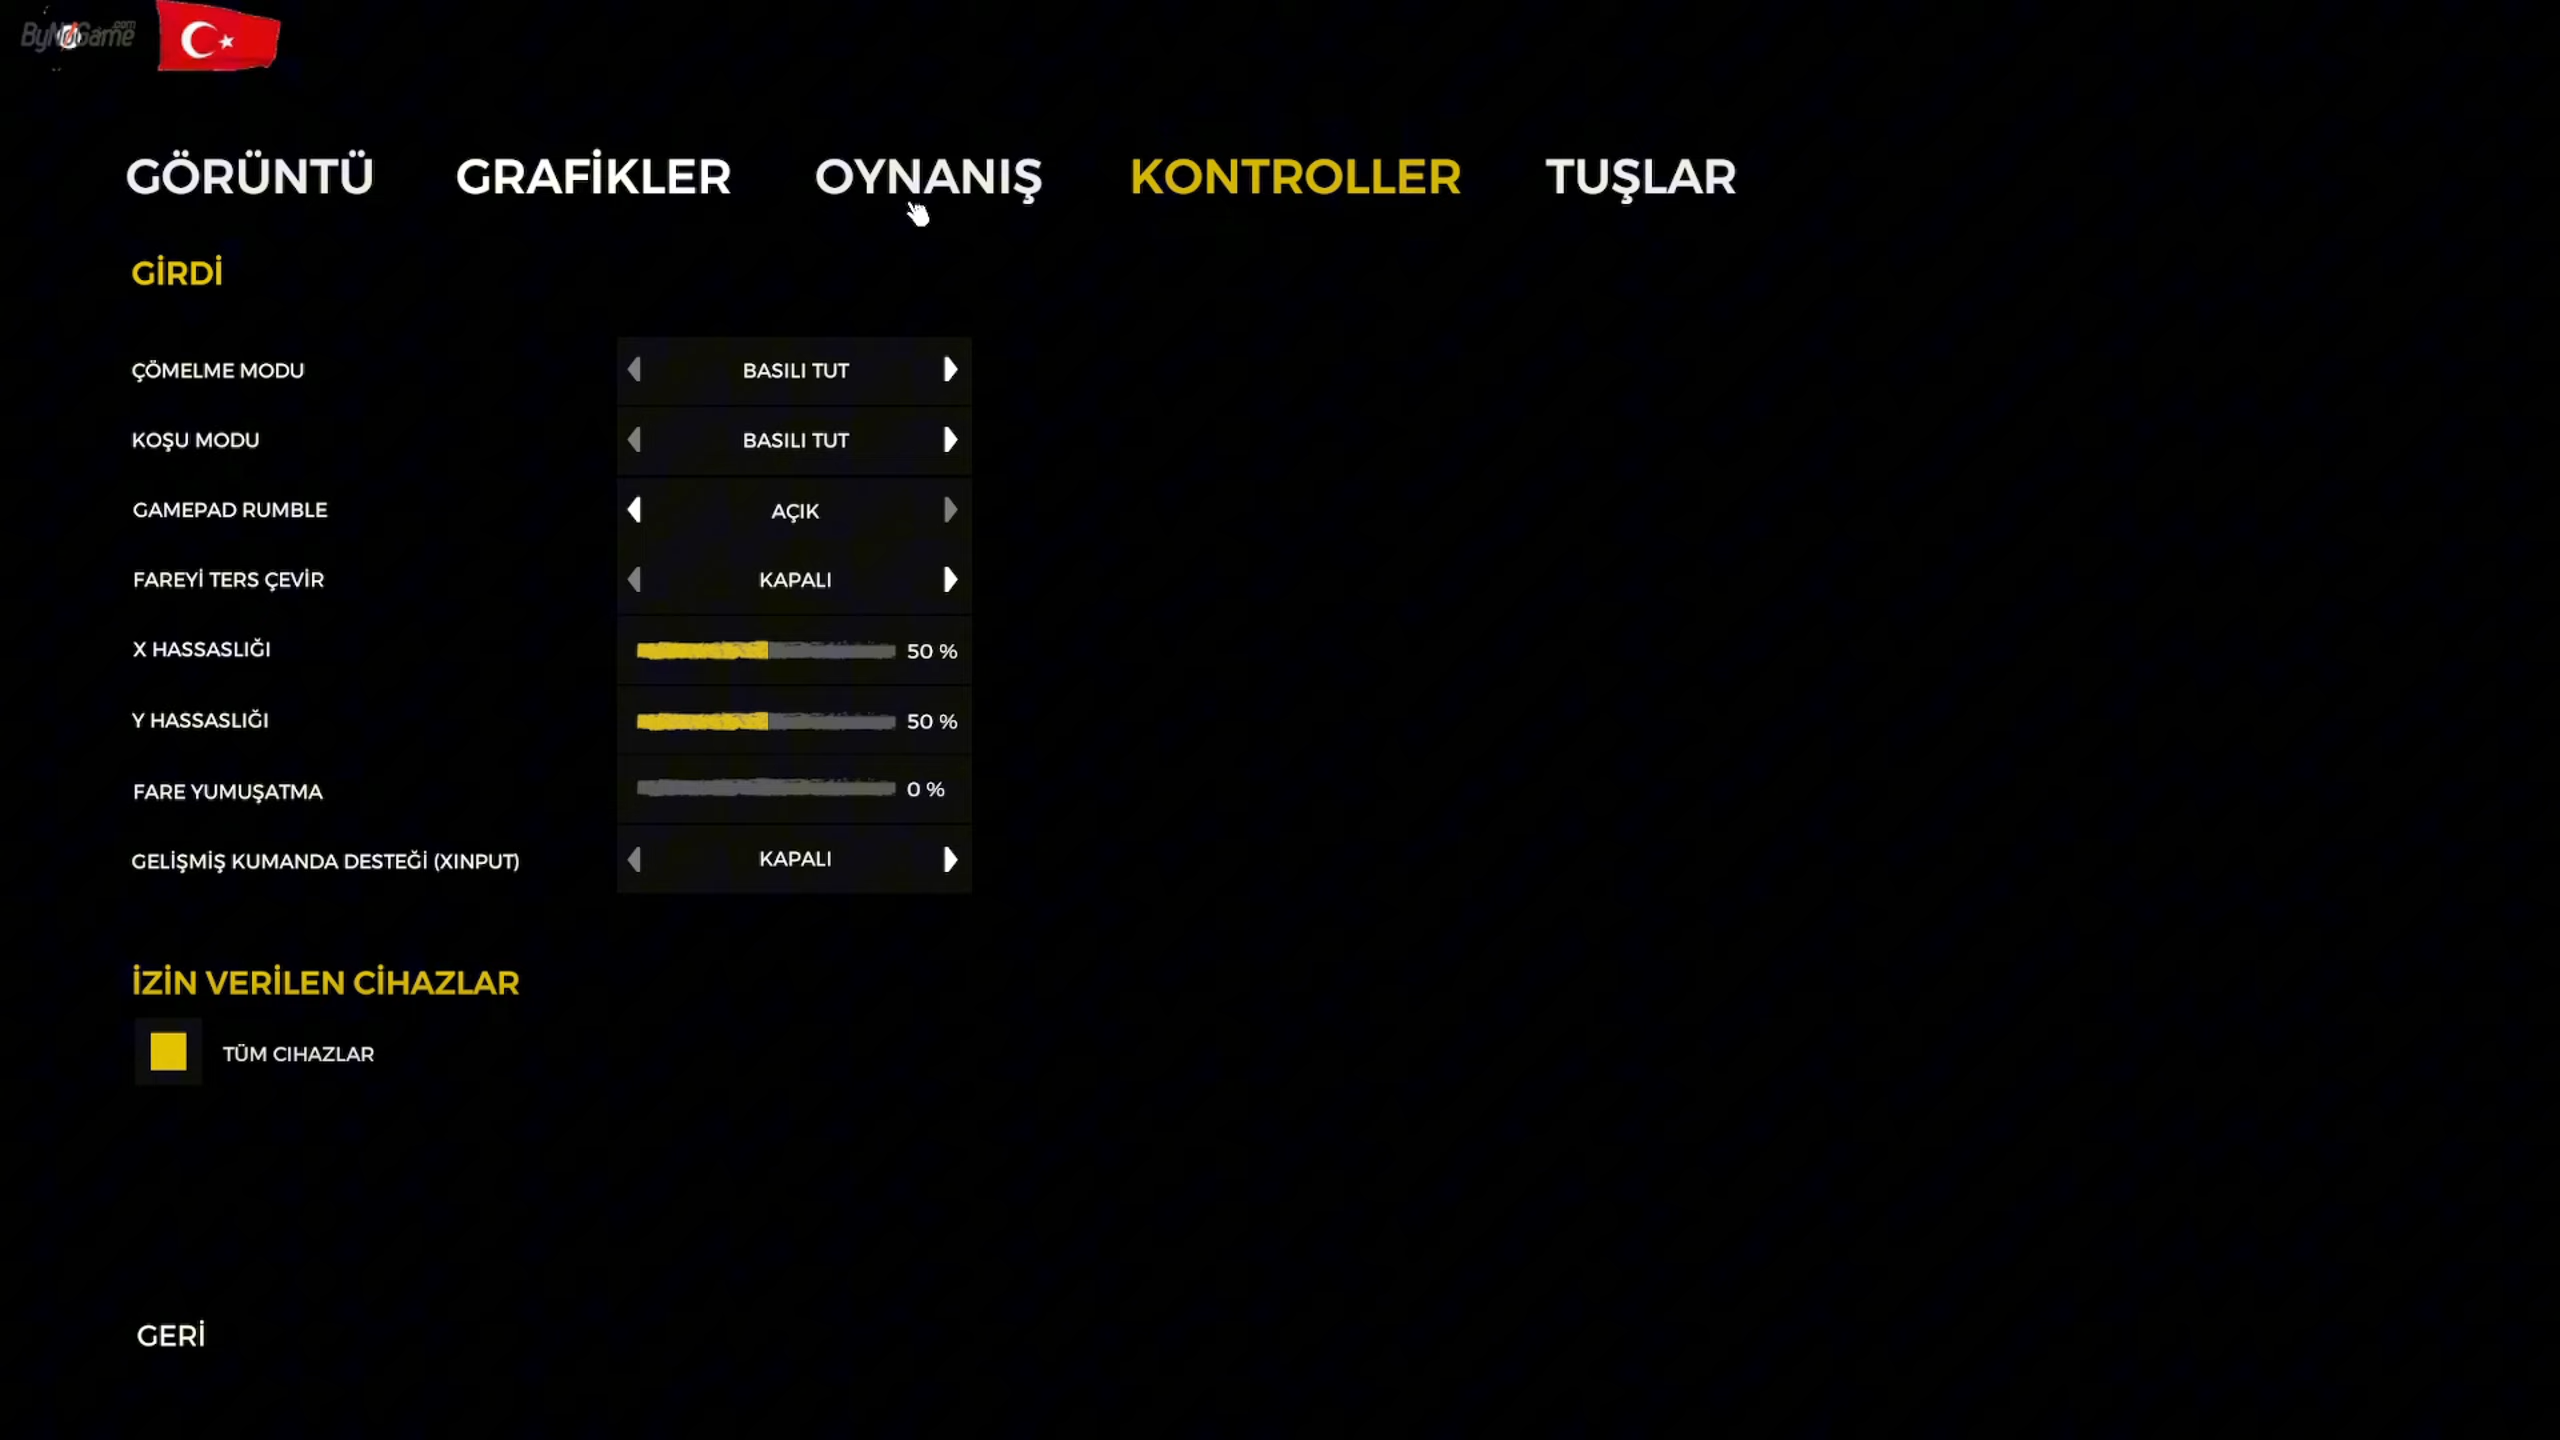 ByNoGame.com
GÖRÜNTÜ GRAFİKLER OYNANIŞ KONTROLLER TUŞLAR
GİRDİ
ÇÖMELME MODU BASILI TUT
KOŞU MODU BASILI TUT
GAMEPAD RUMBLE AÇIK
FAREYİ TERS ÇEVİR KAPALI
X HASSASLIĞI 50 %
Y HASSASLIĞI 50 %
FARE YUMUŞATMA 0 %
GELİŞMİŞ KUMANDA DESTEĞİ (XINPUT) KAPALI
İZİN VERİLEN CİHAZLAR
TÜM CIHAZLAR
GERİ